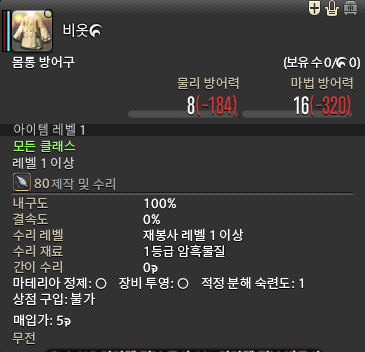 비옷
몸통 방어구 (보유 수 0/ 0)
물리 방어력 마법 방어력
8(-184) 16(-320)
아이템 레벨 1
모든 클래스
레벨 1 이상
80제작 및 수리
내구도 100%
결속도 0%
수리 레벨 재봉사 레벨 1 이상
수리 재료 1등급 암흑물질
간이 수리 0
마테리아 정제: ○ 장비 투영: ○ 적정 분해 숙련도: 1
상점 구입: 불가
매입가: 5
무전